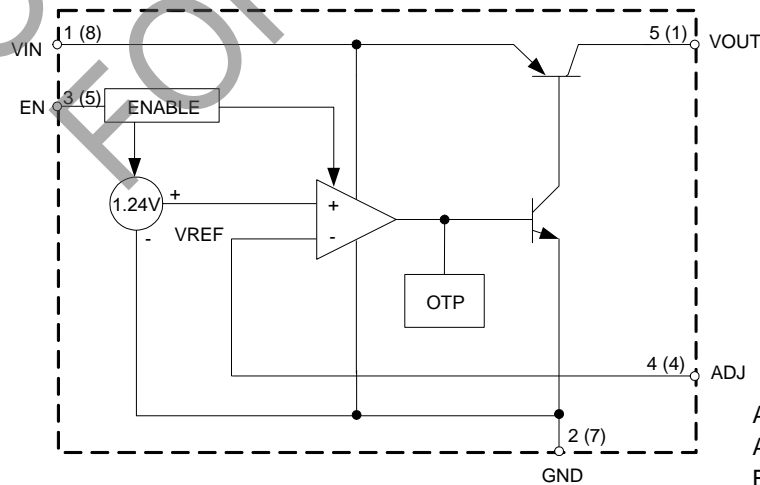 1 (8)
5 (1)
VIN
VOUT
3 (5)
EN
ENABLE
1.24V
+
-
VREF
+
-
OTP
4 (4)
ADJ
2 (7)
GND
A
A